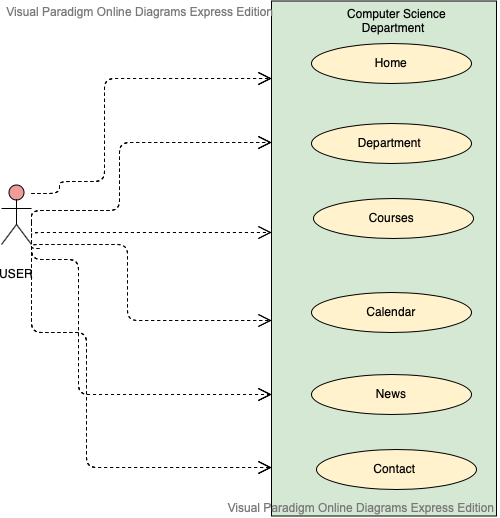 Visual Paradigm Online Diagrams Express Edition
Computer Science
Department
Home
Department
Courses
USER
Calendar
News
Contact
Visual Paradigm Online Diagrams Express Edition